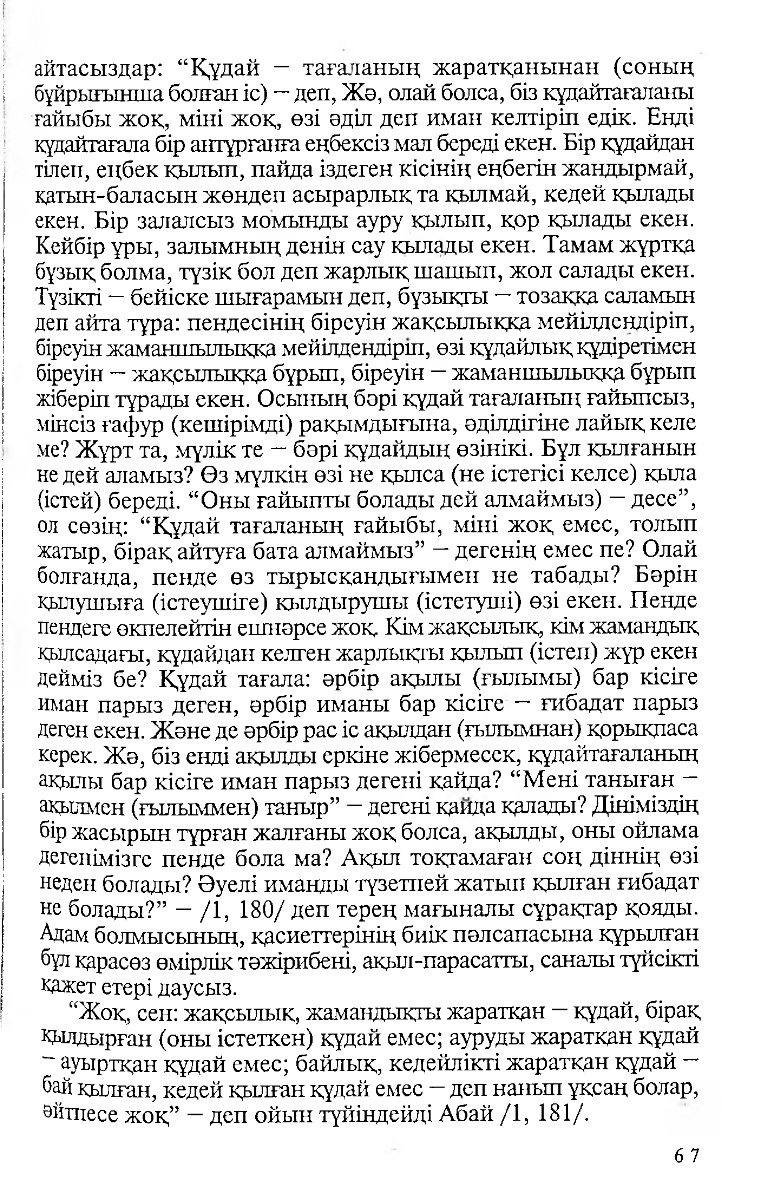 айтасыздар: “Құдай — тағаланың жаратқанынан (соның
бұйрығынша болған іс) — деп, Жә, олай болса, біз құдайтағаланы
ғайыбы жоқ, міні жоқ, өзі әділ деп иман келтіріп едік. Енді
құдайтағала бір антұрғанға еңбексіз мал береді екен. Бір құдайдан
тілеп, еңбек қылып, пайда іздеген кісінің еңбегін жандырмай,
қатын-баласын жөндеп асырарлық та қылмай, кедей қылады
екен. Бір залалсыз момынды ауру қылып, қор қылады екен.
Кейбір ұры, залымның денін сау қылады екен. Тамам жұртқа
бұзық болма, түзік бол деп жарлық шашып, жол салады екен.
Түзікті — бейіске шығарамын деп, бұзықты — тозаққа саламын
деп айта тұра: пендесінің біреуін жақсылыққа мейілдендіріп,
біреуін жаманшылыққа мейілдендіріп, өзі құдайлық құдіретімен
біреуін — жақсылыққа бұрып, біреуін — жаманшылыққа бұрып
жіберіп тұрады екен. Осының бәрі құдай тағаланың ғайыпсыз,
мінсіз ғафур (кешірімді) рақымдығына, әділдігіне лайық келе
ме? Жұрт та, мүлік те — бәрі құдайдың өзінікі. Бұл қылғанын
не дей аламыз? Өз мүлкін өзі не қылса (не істегісі келсе) қыла
(істей) береді. “Оны ғайыпты болады дей алмаймыз) — десе”,
ол сөзің: “Құдай тағаланың ғайыбы, міні жоқ емес, толып
жатыр, бірақ айтуға бата алмаймыз” — дегенің емес пе? Олай
болғанда, пенде өз тырысқандығымен не табады? Бәрін
қылушыға (істеушіге) қылдырушы (істетуші) өзі екен. Пенде
пендеге өкпелейтін ешнәрсе жоқ. Кім жақсылық, кім жамандық
қылсадағы, құдайдан келген жарлықты қылып (істеп) жүр екен
дейміз бе? Құдай тағала: әрбір ақылы (ғылымы) бар кісіге
иман парыз деген, әрбір иманы бар кісіге — ғибадат парыз
деген екен. Және де әрбір рас іс ақылдан (ғылымнан) қорықпаса
керек. Жә, біз енді ақылды еркіне жібермесек, құдайтағаланың
ақылы бар кісіге иман парыз дегені қайда? “Мені таныған —
ақылмен (ғылыммен) таныр” — дегені қайда қалады? Дініміздің
бір жасырын тұрған жалғаны жоқ болса, ақылды, оны ойлама
дегенімізге пенде бола ма? Ақыл тоқтамаған соң діннің өзі
неден болады? Әуелі иманды түзетпей жатып қылған ғибадат
не болады?” — /1, 180/ деп терең мағыналы сұрақтар қояды.
Адам болмысының, қасиеттерінің биік пәлсапасына құрылған
бұл қарасөз өмірлік тәжірибені, ақыл-парасатты, саналы түйсікті
қажет етері даусыз.
“Жоқ, сен: жақсылық, жамандықты жаратқан — құдай, бірақ
қылдырған (оны істеткен) құдай емес; ауруды жаратқан құдай
— ауыртқан құдай емес; байлық, кедейлікті жаратқан құдай —
бай қылған, кедей қылған құдай емес — деп нанып ұқсаң болар,
әйтпесе жоқ” — деп ойын түйіндейді Абай /1, 181/.
67